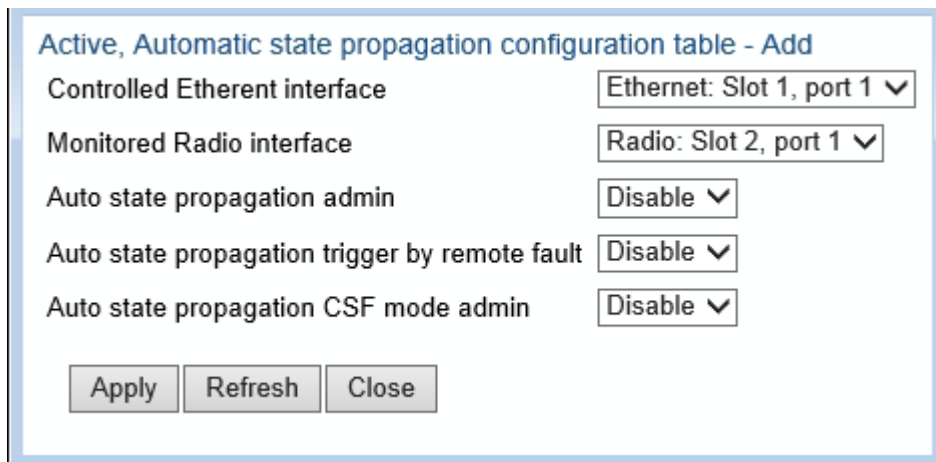 Active, Automatic state propagation configuration table - Add
Controlled Etherent interface Ethernet: Slot 1, port 1
Monitored Radio interface Radio: Slot 2, port 1
Auto state propagation admin Disable
Auto state propagation trigger by remote fault Disable
Auto state propagation CSF mode admin Disable
Apply Refresh Close